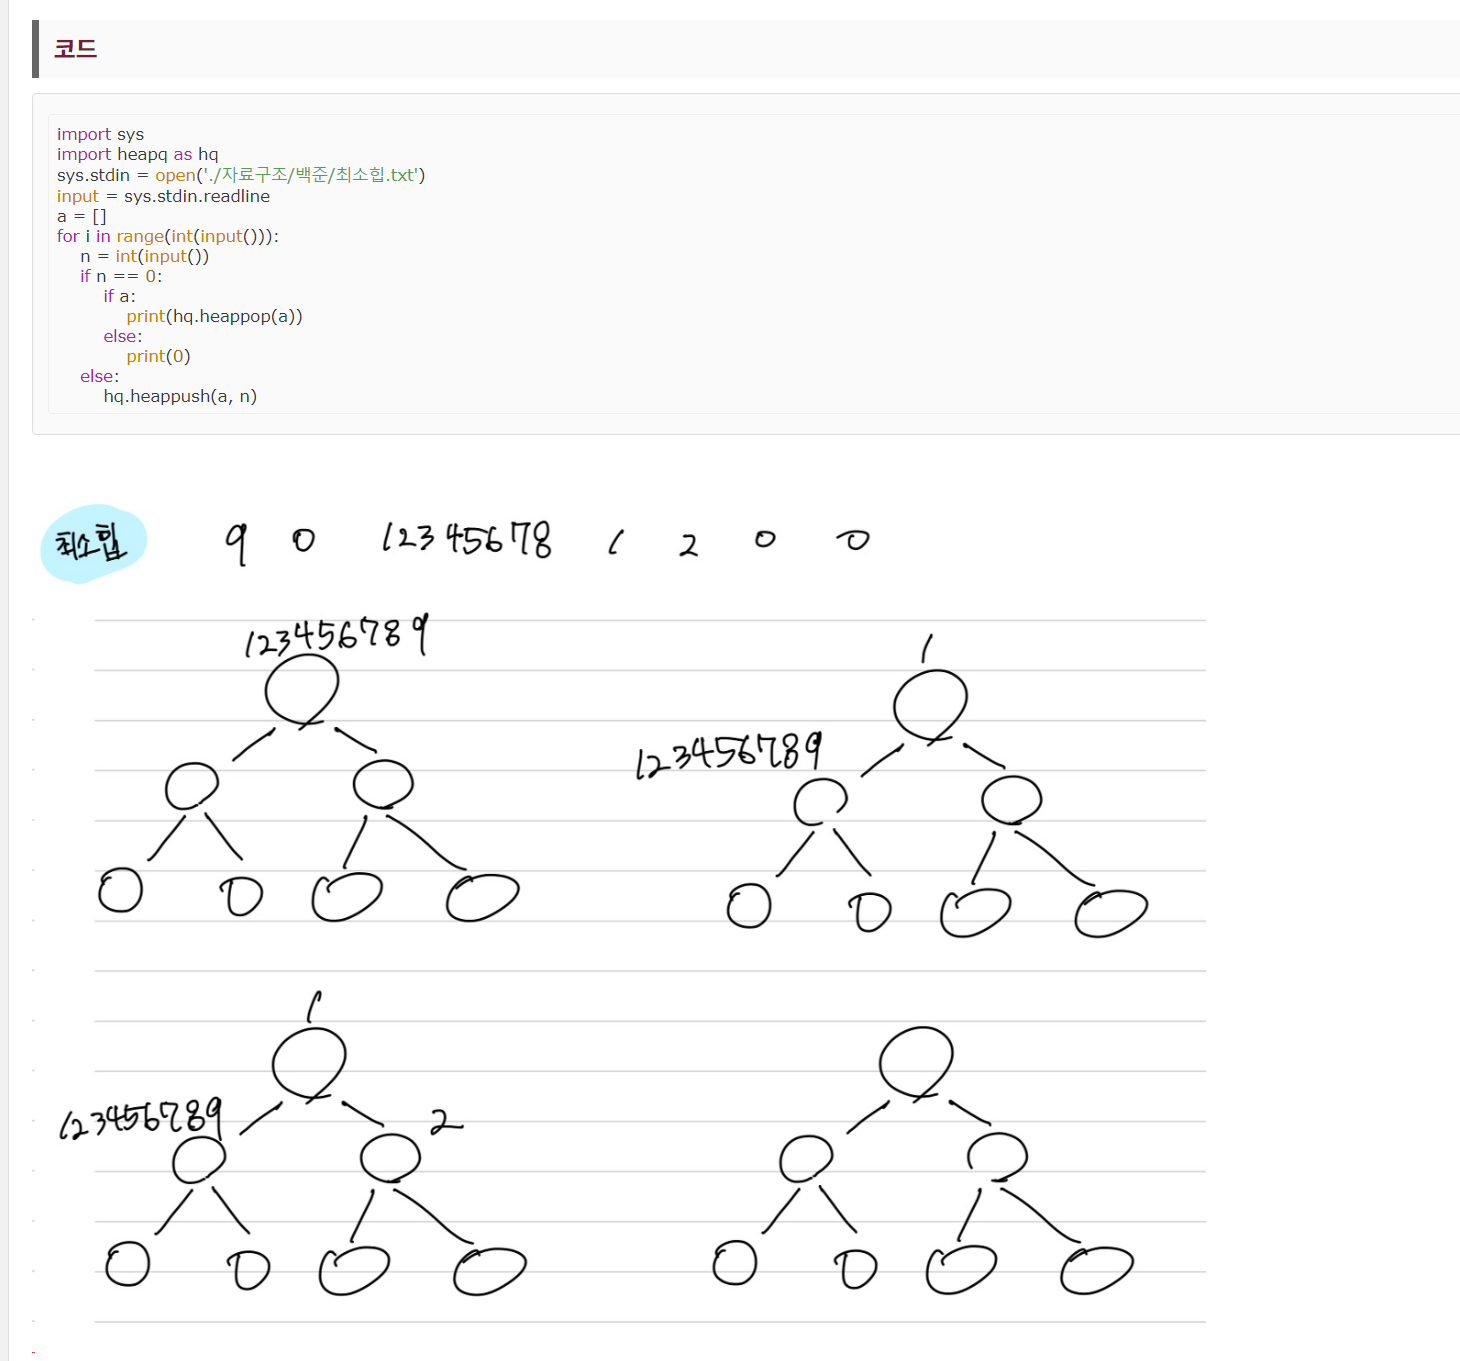 코드
import sys
import heapq as hq
sys.stdin = open('./자료구조/백준/최소힙.txt')
input = sys.stdin.readline
a = []
for i in range(int(input())):
    n = int(input())
    if n == 0:
        if a:
            print(hq.heappop(a))
        else:
            print(0)
    else:
        hq.heappush(a, n)
최소힙 9 0 12345678 1 2 0 0
123456789 1
123456789
1
123456789 2